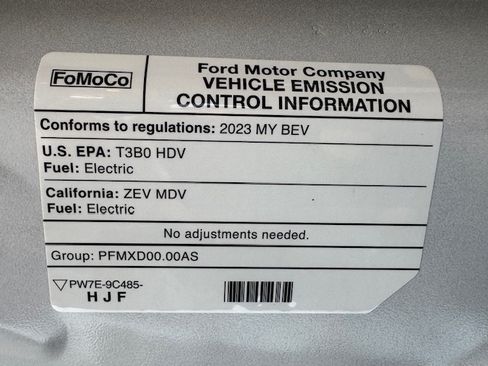 FoMoCo
Ford Motor Company
VEHICLE EMISSION
CONTROL INFORMATION
Conforms to regulations: 2023 MY BEV
U.S. EPA: T3B0 HDV
Fuel: Electric
California: ZEV MDV
Fuel: Electric
No adjustments needed.
Group: PFMXD00.00AS
PW7E-9C485-
H J F